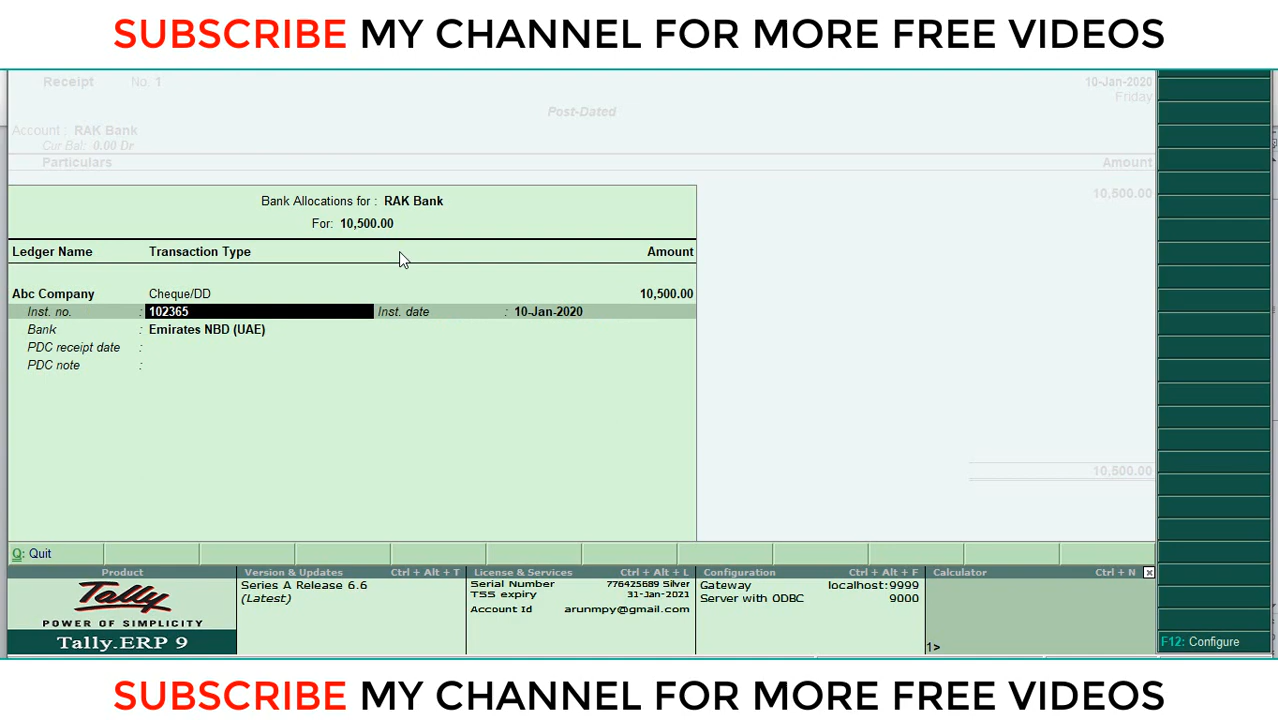 SUBSCRIBE MY CHANNEL FOR MORE FREE VIDEOS
Receipt No. 1 10-Jan-2020
Friday
Post-Dated
Account : RAK Bank
Cur Bal: 0.00 Dr
Particulars Amount
10,500.00
Bank Allocations for : RAK Bank
For: 10,500.00
Ledger Name Transaction Type Amount
Abc Company Cheque/DD 10,500.00
Inst. no. : 102365 Inst. date : 10-Jan-2020
Bank : Emirates NBD (UAE)
PDC receipt date :
PDC note :
10,500.00
Q: Quit
Product Version & Updates Ctrl + Alt + T License & Services Ctrl + Alt + L Configuration Ctrl + Alt + F Calculator Ctrl + N x
Tally
POWER OF SIMPLICITY
Tally.ERP 9
Series A Release 6.6
(Latest)
Serial Number 776425689 Silver
TSS expiry 31-Jan-2021
Account Id arunmpy@gmail.com
Gateway localhost:9999
Server with ODBC 9000
1>
F12: Configure
SUBSCRIBE MY CHANNEL FOR MORE FREE VIDEOS